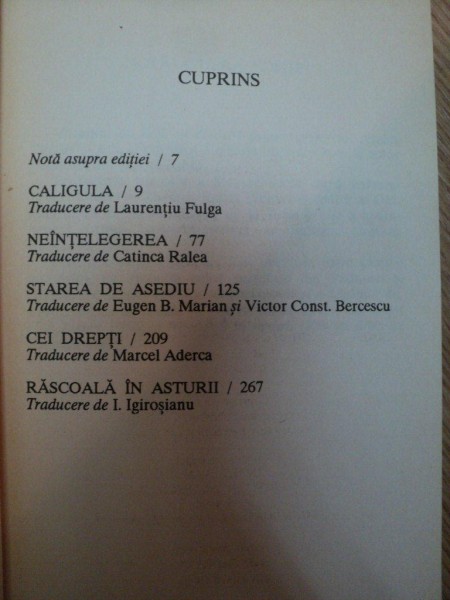 CUPRINS
Notă asupra ediției / 7
CALIGULA / 9
Traducere de Laurențiu Fulga
NEÎNȚELEGEREA / 77
Traducere de Catinca Ralea
STAREA DE ASEDIU / 125
Traducere de Eugen B. Marian și Victor Const. Bercescu
CEI DREPȚI / 209
Traducere de Marcel Aderca
RĂSCOALĂ ÎN ASTURII / 267
Traducere de I. Igiroșianu